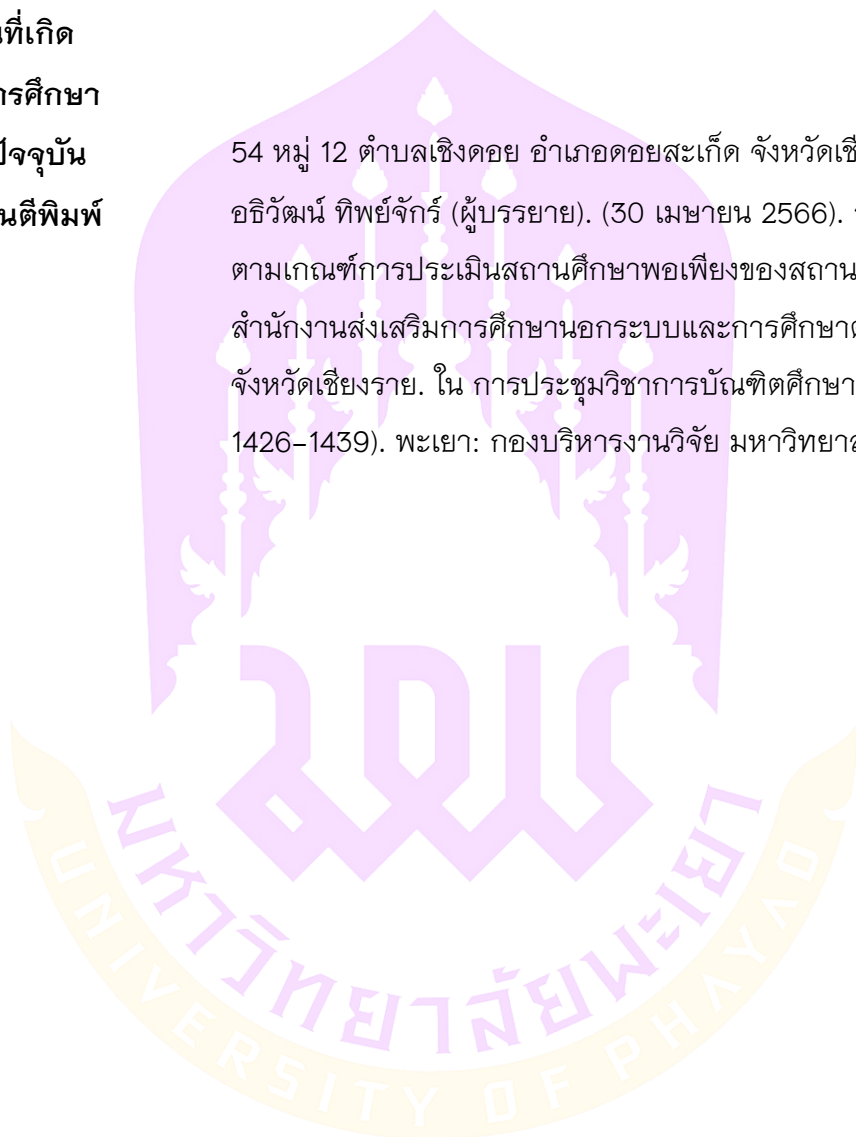 นที่เกิด
ารศึกษา
ปัจจุบัน
54 หมู่ 12 ตำบลเชิงดอย อำเภอดอยสะเก็ด จังหวัดเชี
นตีพิมพ์
อธิวัฒน์ ทิพย์จักร์ (ผู้บรรยาย). (30 เมษายน 2566).
ตามเกณฑ์การประเมินสถานศึกษาพอเพียงของสถาน
สำนักงานส่งเสริมการศึกษานอกระบบและการศึกษาต
จังหวัดเชียงราย. ใน การประชุมวิชาการบัณฑิตศึกษา
1426-1439). พะเยา: กองบริหารงานวิจัย มหาวิทยาล
มหาวิทยาลัยพะเยา
UNIVERSITY OF PHAYAO